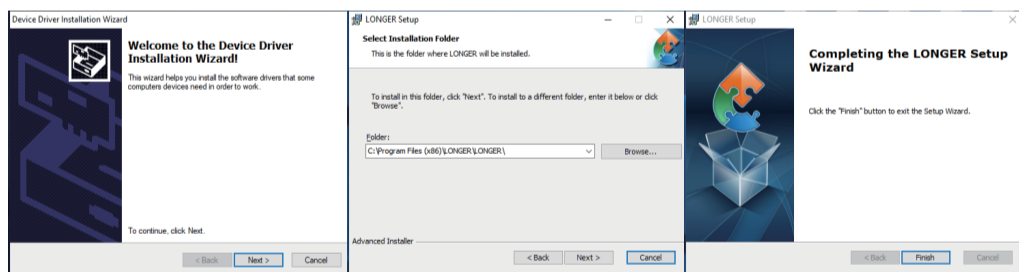 Device Driver Installation Wizard
Welcome to the Device Driver
Installation Wizard!
This wizard helps you install the software drivers that some
computers devices need in order to work.
To continue, click Next.
< Back
Next >
Cancel
LONGER Setup
Select Installation Folder
This is the folder where LONGER will be installed.
To install in this folder, click "Next". To install to a different folder, enter it below or click
"Browse".
Folder:
C:\Program Files (x86)\LONGER\LONGER\
Browse...
Advanced Installer
< Back
Next >
Cancel
LONGER Setup
Completing the LONGER Setup
Wizard
Click the "Finish" button to exit the Setup Wizard.
< Back
Finish
Cancel